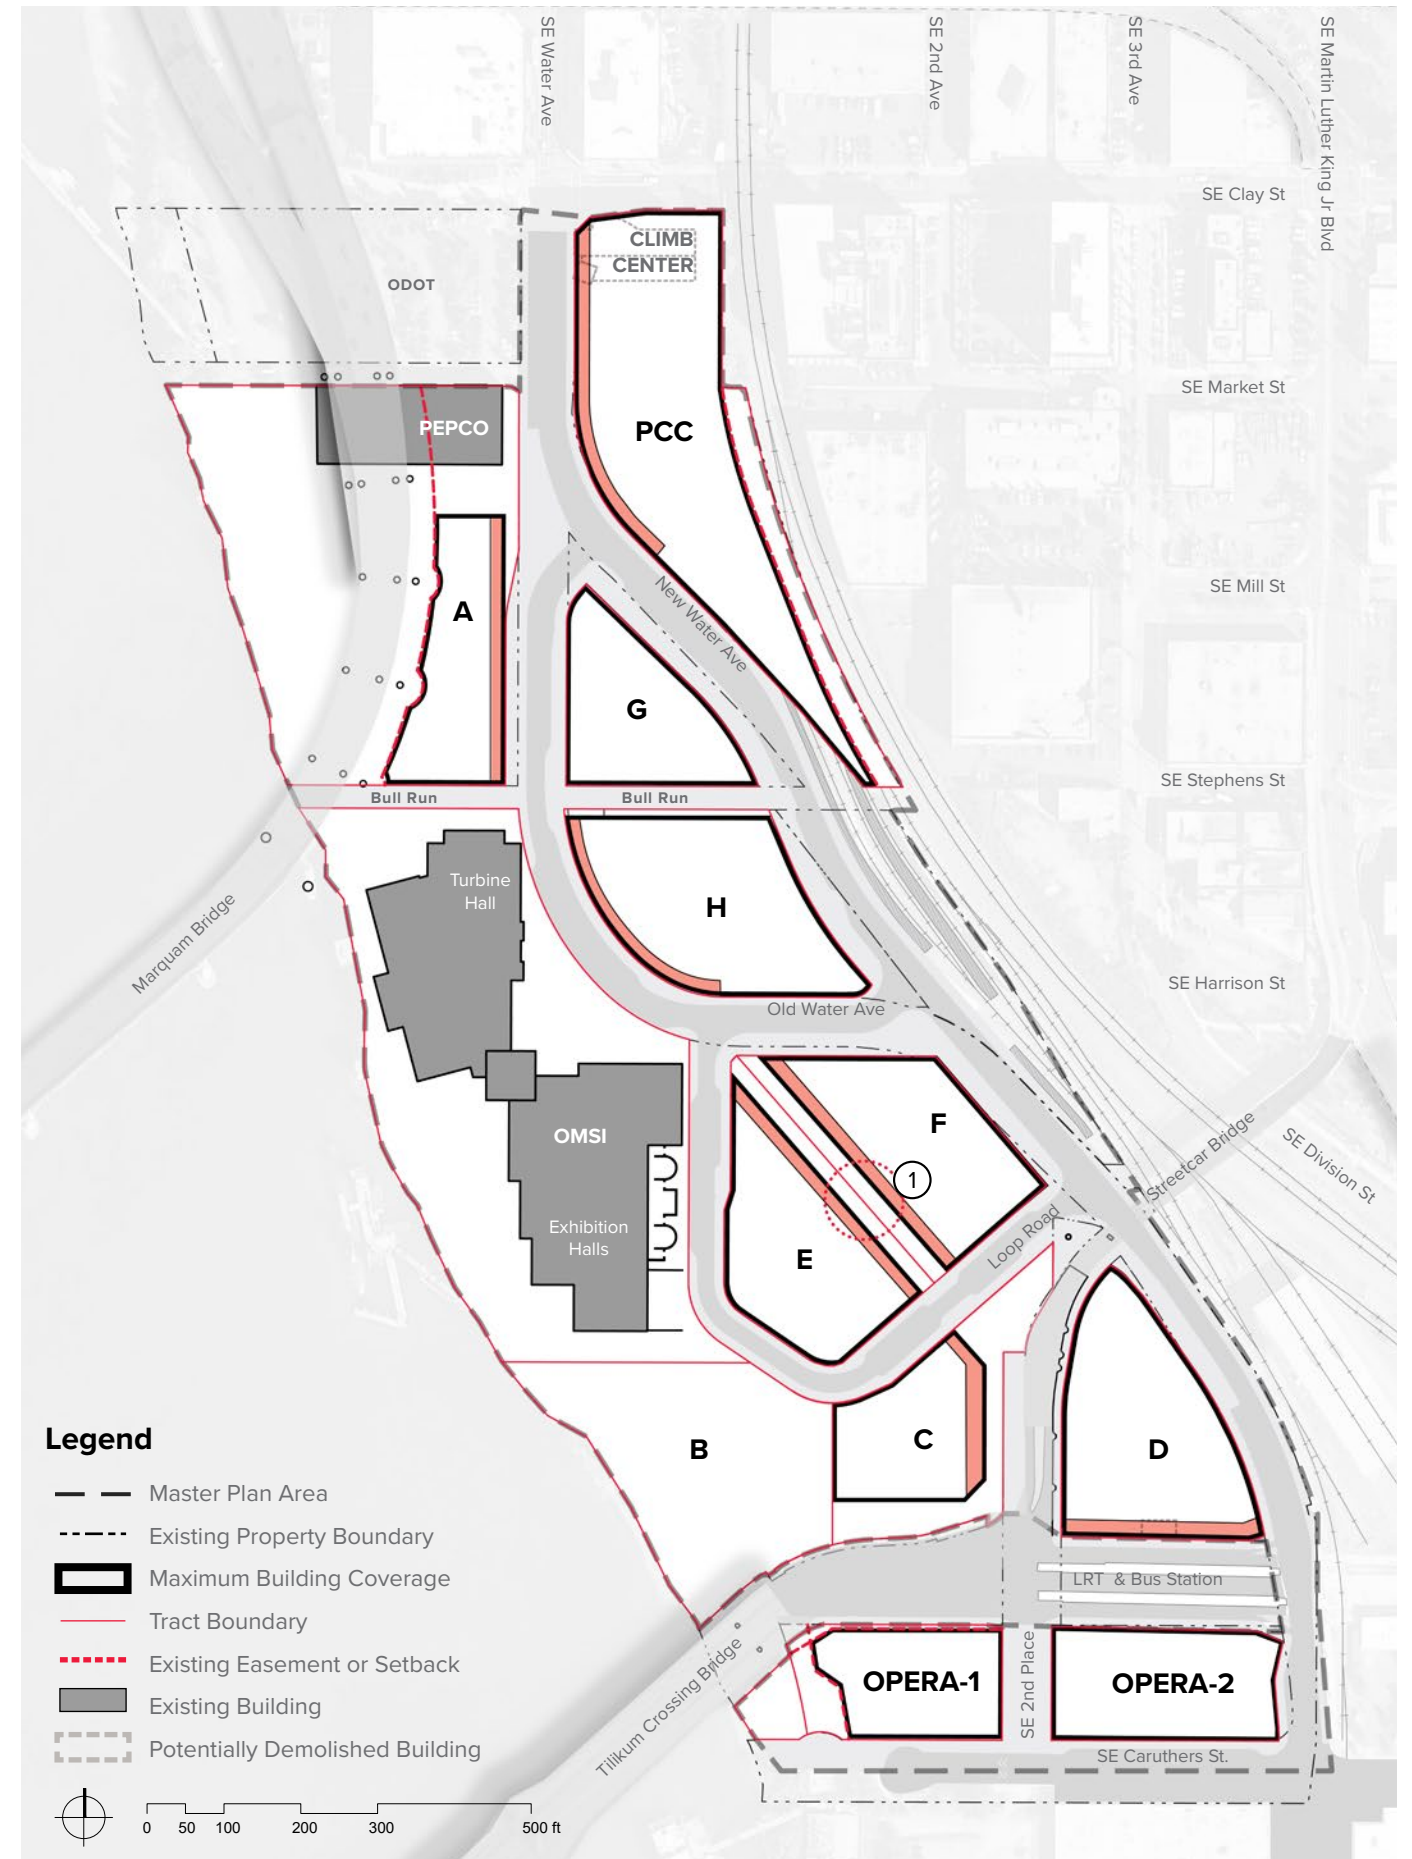 SE Water Ave
SE 2nd Ave
SE 3rd Ave
SE Martin Luther King Jr Blvd
SE Clay St
CLIMB
CENTER
ODOT
SE Market St
PEPCO
PCC
SE Mill St
A
New Water Ave
G
SE Stephens St
Bull Run
Bull Run
Turbine
Hall
H
Marquam Bridge
SE Harrison St
Old Water Ave
F
OMSI
1
Streetcar Bridge
SE Division St
Exhibition
Halls
E
Loop Road
Legend
B
C
D
Master Plan Area
Existing Property Boundary
Maximum Building Coverage
LRT & Bus Station
Tract Boundary
Existing Easement or Setback
Existing Building
Potentially Demolished Building
Tilikum Crossing Bridge
OPERA-1
SE 2nd Place
OPERA-2
SE Caruthers St.
0 50 100 200 300 500 ft